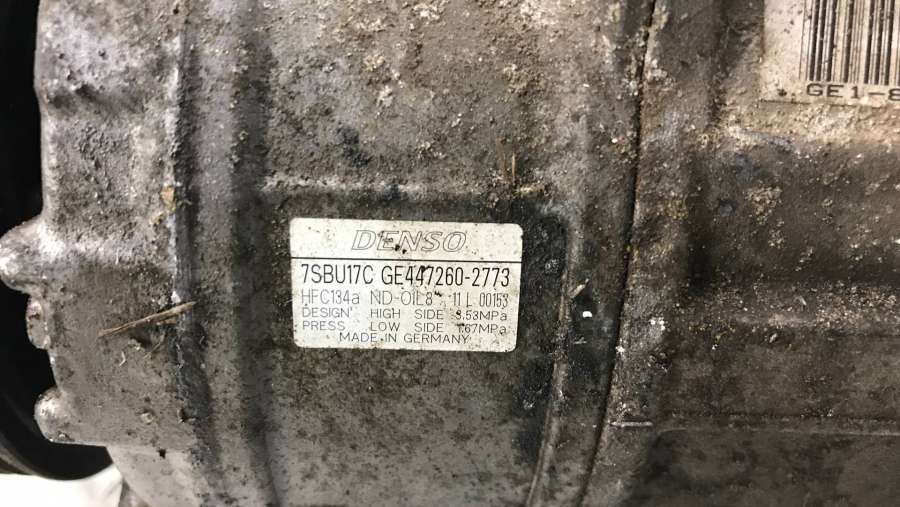 GE1-8
DENSO
7SBU17C GE447260-2773
HFC134a ND-OIL8 11 L 00153
DESIGN HIGH SIDE 3.53MPa
PRESS LOW SIDE 1.67MPa
MADE IN GERMANY